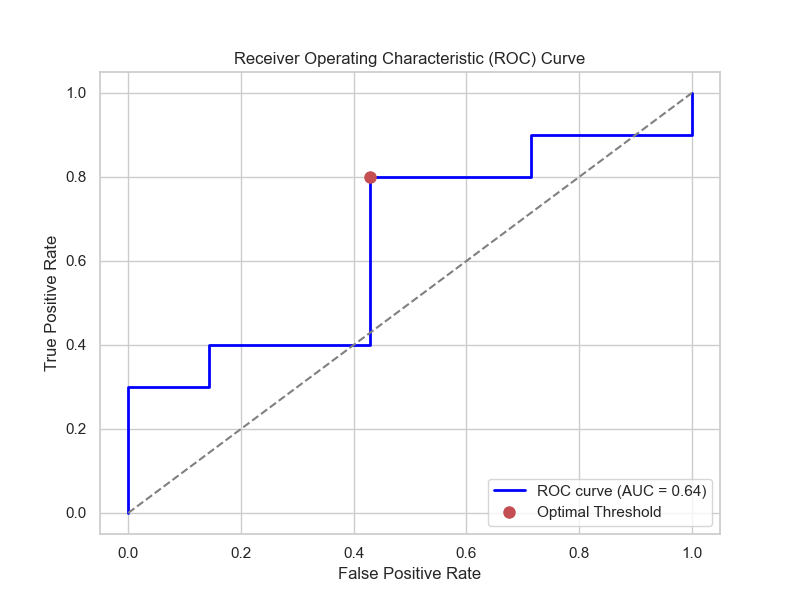 Receiver Operating Characteristic (ROC) Curve
True Positive Rate
1.0
0.8
0.6
0.4
0.2
0.0
ROC curve (AUC = 0.64)
Optimal Threshold
0.0 0.2 0.4 0.6 0.8 1.0
False Positive Rate